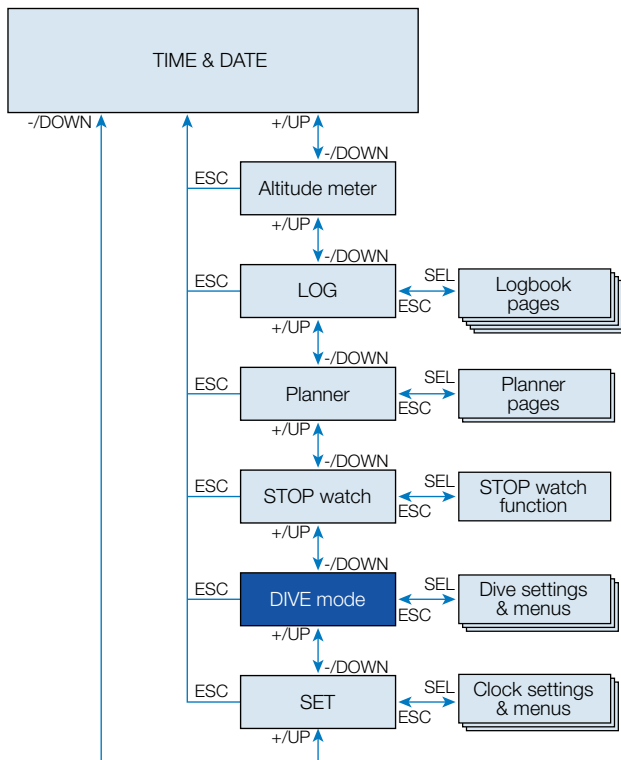 TIME & DATE
-/DOWN
+/UP
-/DOWN
ESC
Altitude meter
+/UP
-/DOWN
ESC
LOG
SEL
ESC
Logbook
pages
+/UP
-/DOWN
ESC
Planner
SEL
ESC
Planner
pages
+/UP
-/DOWN
ESC
STOP watch
SEL
ESC
STOP watch
function
+/UP
-/DOWN
ESC
DIVE mode
SEL
ESC
Dive settings
& menus
+/UP
-/DOWN
ESC
SET
SEL
ESC
Clock settings
& menus
+/UP